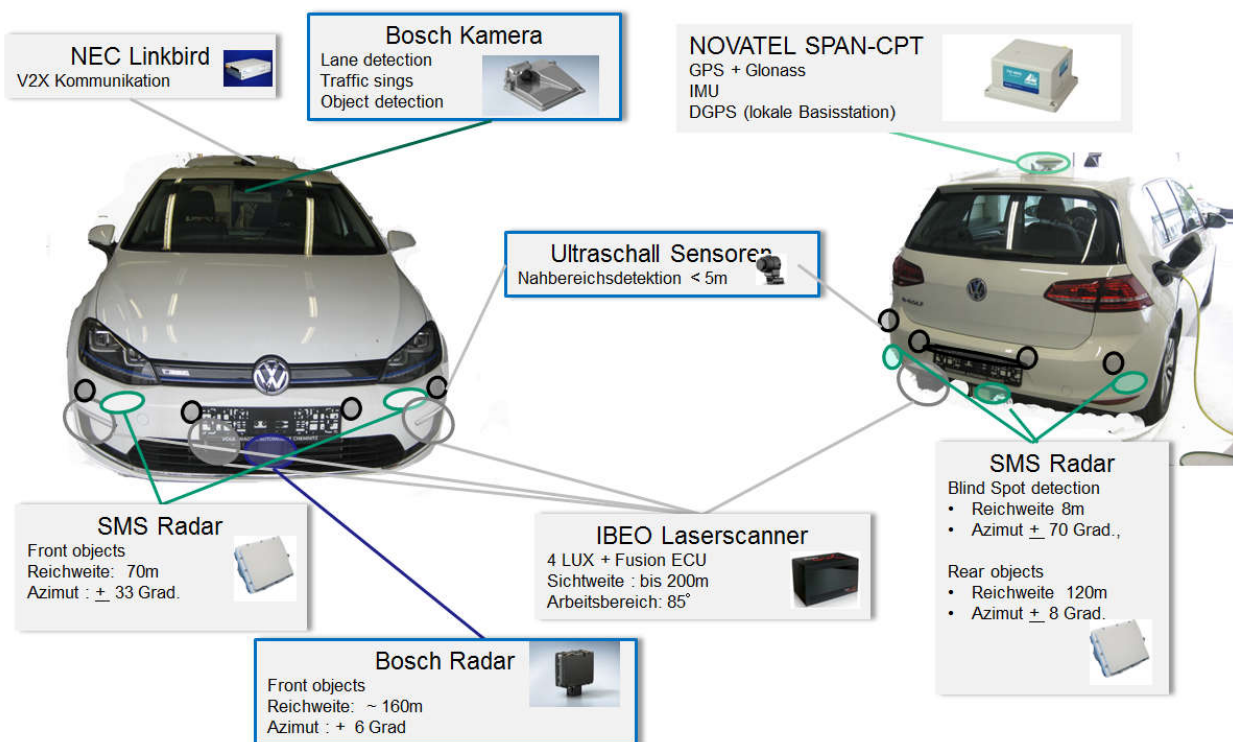 NEC Linkbird
V2X Kommunikation
Bosch Kamera
Lane detection
Traffic sings
Object detection
NOVATEL SPAN-CPT
GPS + Glonass
IMU
DGPS (lokale Basisstation)
Ultraschall Sensoren
Nahbereichsdetektion < 5m
SMS Radar
Front objects
Reichweite: 70m
Azimut : ± 33 Grad.
IBEO Laserscanner
4 LUX + Fusion ECU
Sichtweite : bis 200m
Arbeitsbereich: 85°
SMS Radar
Blind Spot detection
• Reichweite 8m
• Azimut ± 70 Grad.,
Rear objects
• Reichweite 120m
• Azimut ± 8 Grad.
Bosch Radar
Front objects
Reichweite: ~ 160m
Azimut : + 6 Grad